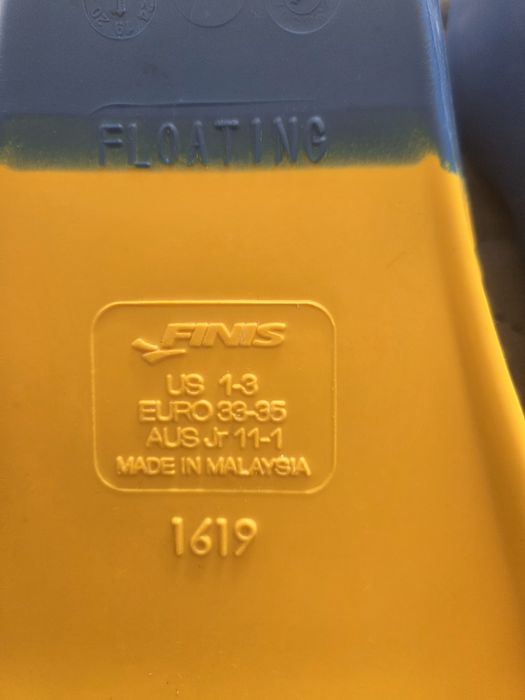 FLOATING
FINIS
US 1-3
EURO 33-35
AUS Jr 11-1
MADE IN MALAYSIA
1619